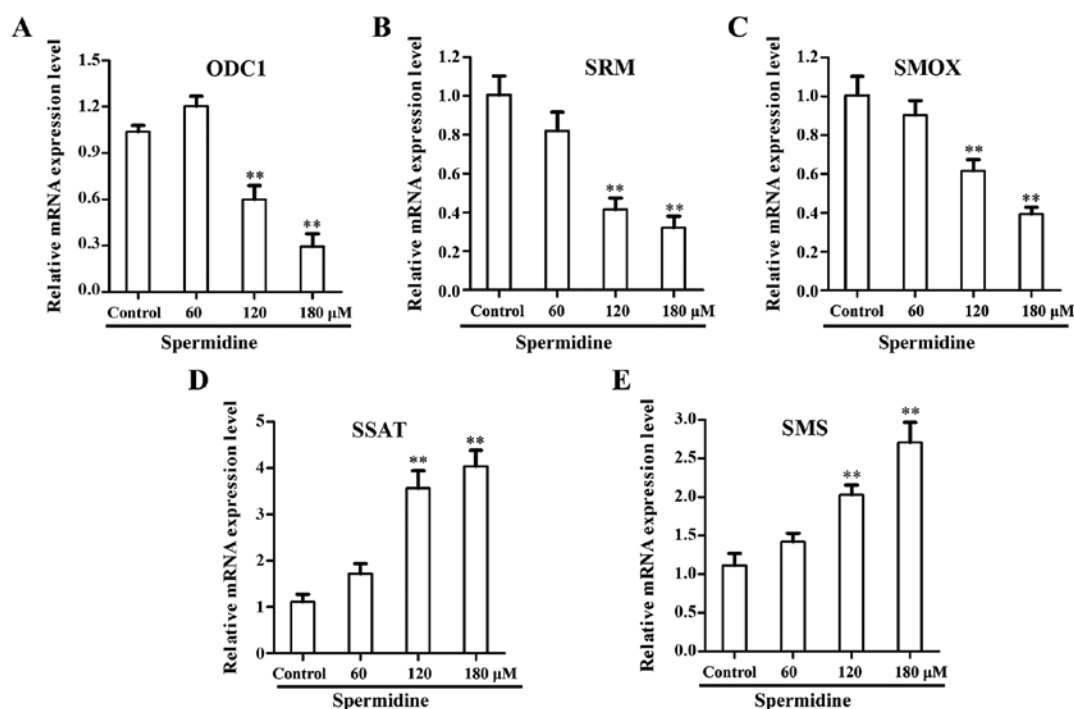 A
Relative mRNA expression level
1.5
1.2
0.9
0.6
0.3
0.0
ODC1
**
**
Control 60 120 180 μM
Spermidine
B
Relative mRNA expression level
1.2
1.0
0.8
0.6
0.4
0.2
0.0
SRM
**
**
Control 60 120 180 μM
Spermidine
C
Relative mRNA expression level
1.2
1.0
0.8
0.6
0.4
0.2
0.0
SMOX
**
**
Control 60 120 180 μM
Spermidine
D
Relative mRNA expression level
5
4
2
1
0
SSAT
**
**
Control 60 120 180 μM
Spermidine
E
Relative mRNA expression level
3.0
2.5
2.0
1.5
1.0
0.5
0.0
SMS
**
**
Control 60 120 180 μM
Spermidine